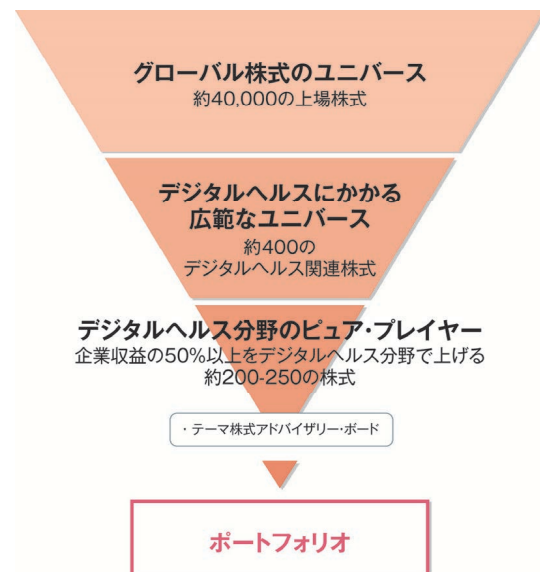 グローバル株式のユニバース
約40,000の上場株式
デジタルヘルスにかかる
広範なユニバース
約400の
デジタルヘルス関連株式
デジタルヘルス分野のピュア・プレイヤー
企業収益の50%以上をデジタルヘルス分野で上げる
約200-250の株式
・テーマ株式アドバイザリー・ボード
ポートフォリオ